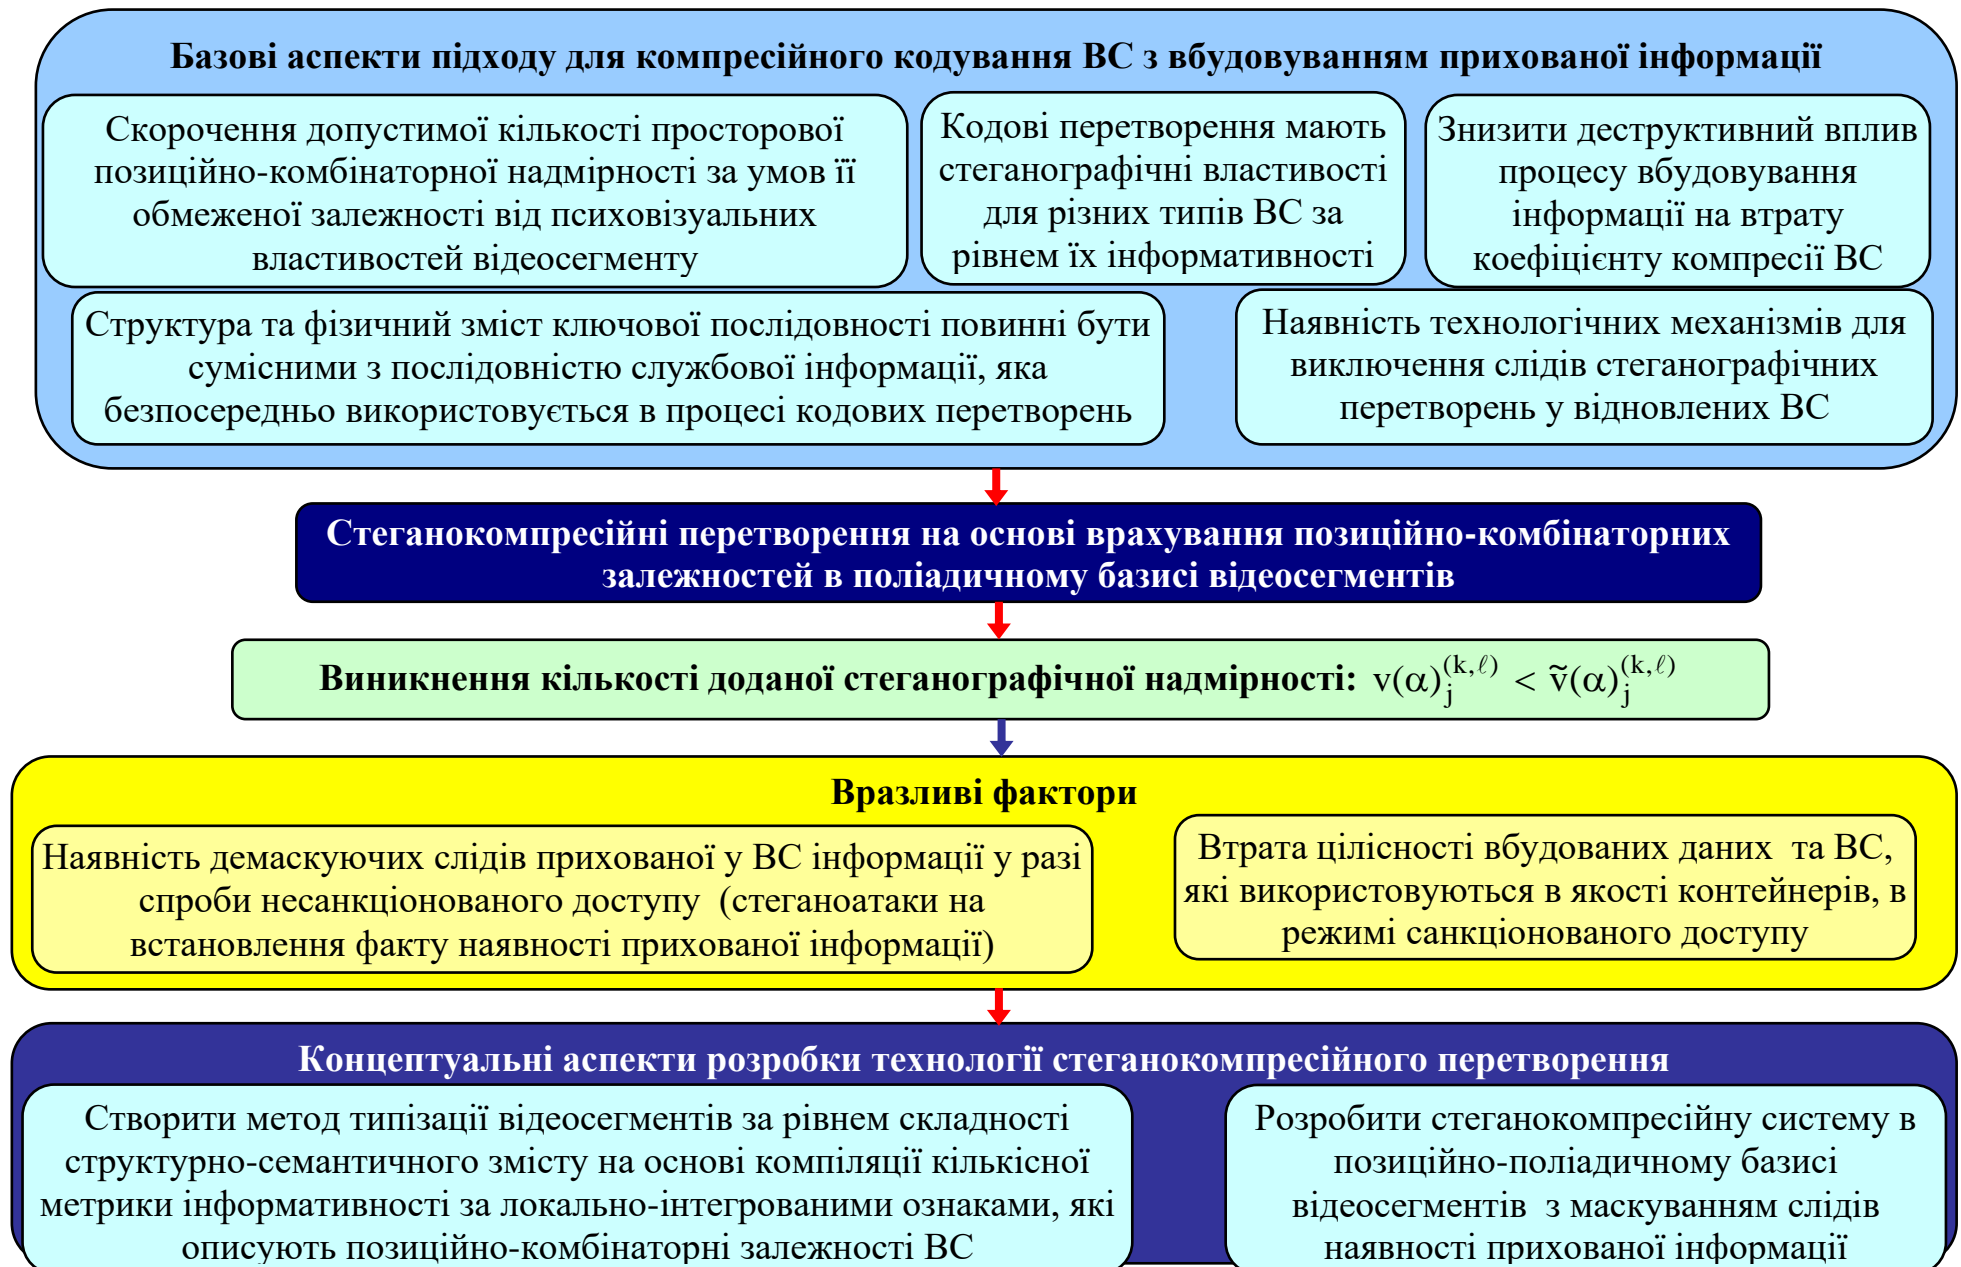 Базові аспекти підходу для компресійного кодування ВС з вбудовуванням прихованої інформації
Скорочення допустимої кількості просторової
позиційно-комбінаторної надмірності за умов її
обмеженої залежності від психовізуальних
властивостей відеосегменту
Кодові перетворення мають
стеганографічні властивості
для різних типів ВС за
рівнем їх інформативності
Знизити деструктивний вплив
процесу вбудовування
інформації на втрату
коефіцієнту компресії ВС
Структура та фізичний зміст ключової послідовності повинні бути
сумісними з послідовністю службової інформації, яка
безпосередньо використовується в процесі кодових перетворень
Наявність технологічних механізмів для
виключення слідів стеганографічних
перетворень у відновлених ВС
Стеганокомпресійні перетворення на основі врахування позиційно-комбінаторних
залежностей в поліадичному базисі відеосегментів
Виникнення кількості доданої стеганографічної надмірності: v(α)_j^(k,ℓ) < ṽ(α)_j^(k,ℓ)
Вразливі фактори
Наявність демаскуючих слідів прихованої у ВС інформації у разі
спроби несанкціонованого доступу (стеганоатаки на
встановлення факту наявності прихованої інформації)
Втрата цілісності вбудованих даних та ВС,
які використовуються в якості контейнерів, в
режимі санкціонованого доступу
Концептуальні аспекти розробки технології стеганокомпресійного перетворення
Створити метод типізації відеосегментів за рівнем складності
структурно-семантичного змісту на основі компіляції кількісної
метрики інформативності за локально-інтегрованими ознаками, які
описують позиційно-комбінаторні залежності ВС
Розробити стеганокомпресійну систему в
позиційно-поліадичному базисі
відеосегментів з маскуванням слідів
наявності прихованої інформації